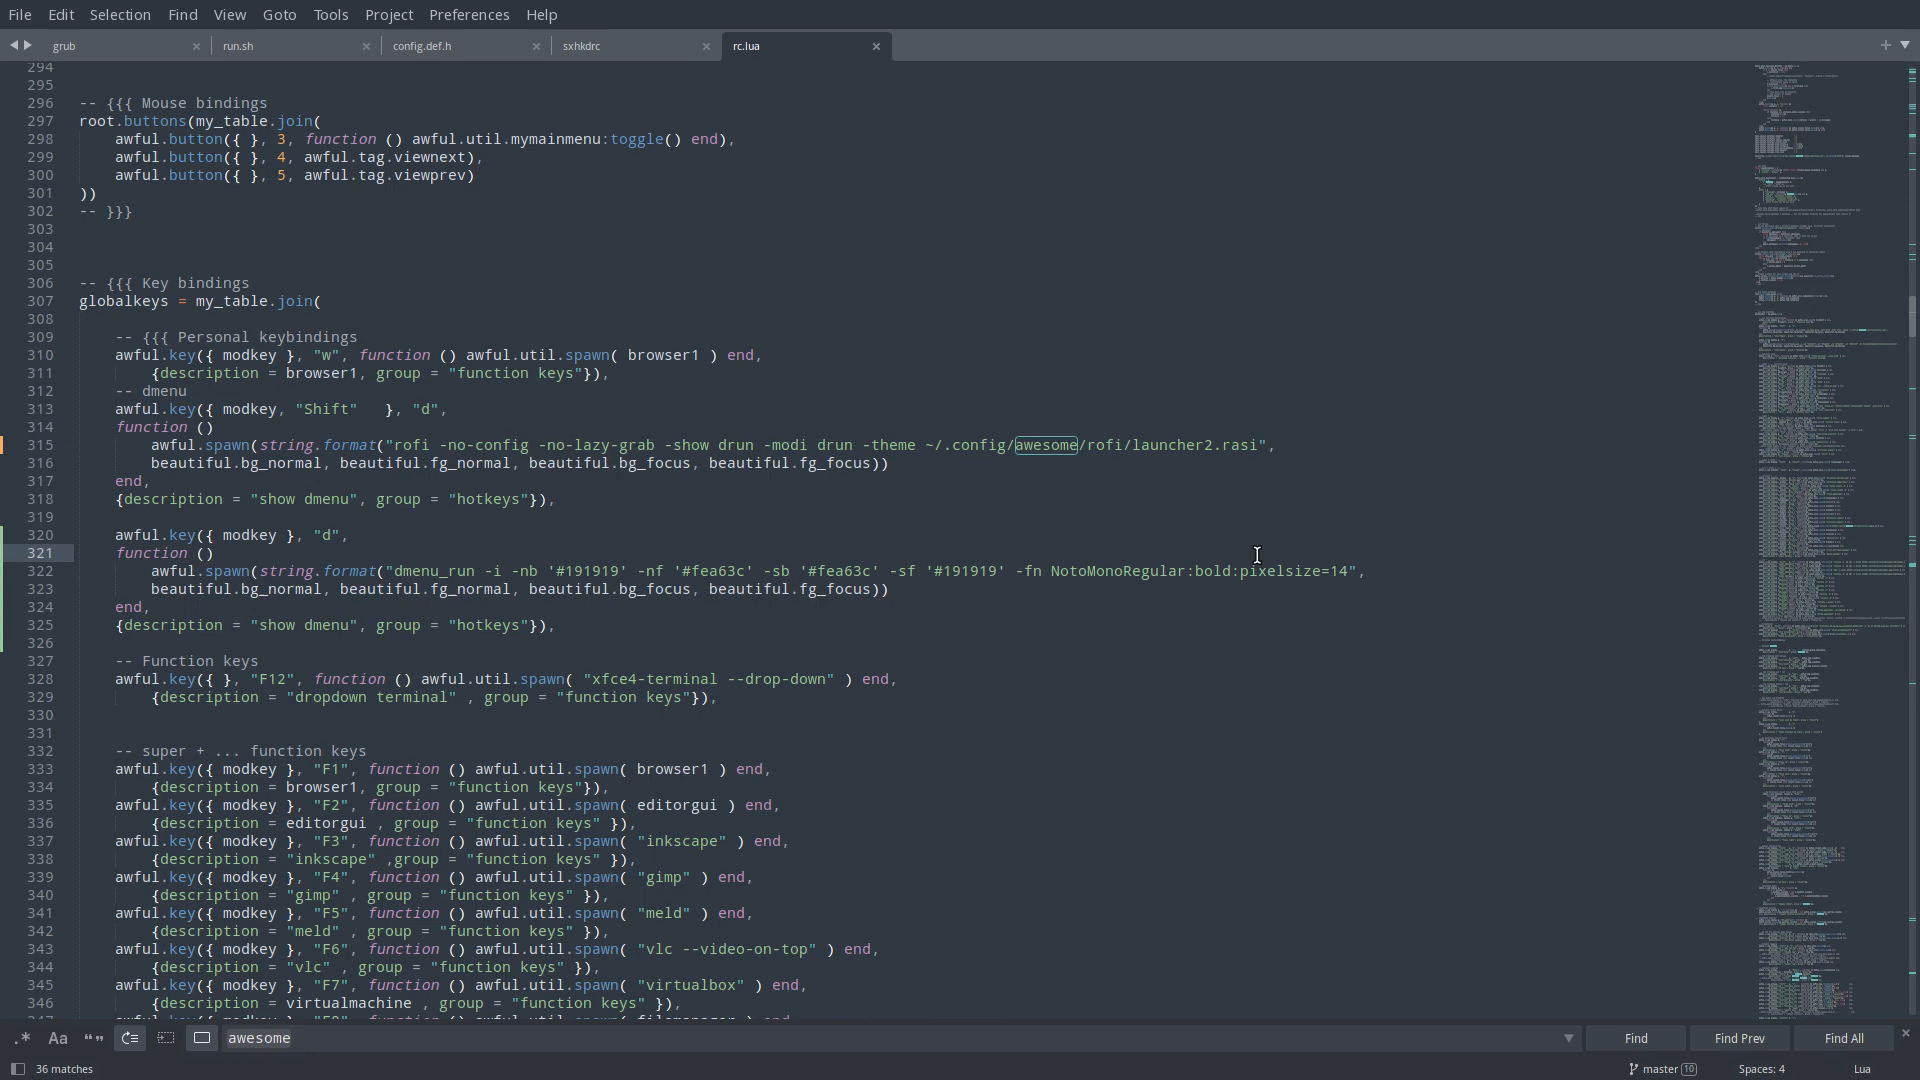 File Edit Selection Find View Goto Tools Project Preferences Help
grub × run.sh × config.def.h × sxhkdrc × rc.lua ×
294
295
296 -- {{{ Mouse bindings
297 root.buttons(my_table.join(
298 awful.button({ }, 3, function () awful.util.mymainmenu:toggle() end),
299 awful.button({ }, 4, awful.tag.viewnext),
300 awful.button({ }, 5, awful.tag.viewprev)
301 ))
302 -- }}}
303
304
305
306 -- {{{ Key bindings
307 globalkeys = my_table.join(
308
309 -- {{{ Personal keybindings
310 awful.key({ modkey }, "w", function () awful.util.spawn( browser1 ) end,
311 {description = browser1, group = "function keys"}),
312 -- dmenu
313 awful.key({ modkey, "Shift"   }, "d",
314 function ()
315 awful.spawn(string.format("rofi -no-config -no-lazy-grab -show drun -modi drun -theme ~/.config/awesome/rofi/launcher2.rasi",
316 beautiful.bg_normal, beautiful.fg_normal, beautiful.bg_focus, beautiful.fg_focus))
317 end,
318 {description = "show dmenu", group = "hotkeys"}),
319
320 awful.key({ modkey }, "d",
321 function ()
322 awful.spawn(string.format("dmenu_run -i -nb '#191919' -nf '#fea63c' -sb '#fea63c' -sf '#191919' -fn NotoMonoRegular:bold:pixelsize=14",
323 beautiful.bg_normal, beautiful.fg_normal, beautiful.bg_focus, beautiful.fg_focus))
324 end,
325 {description = "show dmenu", group = "hotkeys"}),
326
327 -- Function keys
328 awful.key({ }, "F12", function () awful.util.spawn( "xfce4-terminal --drop-down" ) end,
329 {description = "dropdown terminal" , group = "function keys"}),
330
331
332 -- super + ... function keys
333 awful.key({ modkey }, "F1", function () awful.util.spawn( browser1 ) end,
334 {description = browser1, group = "function keys"}),
335 awful.key({ modkey }, "F2", function () awful.util.spawn( editorgui ) end,
336 {description = editorgui , group = "function keys" }),
337 awful.key({ modkey }, "F3", function () awful.util.spawn( "inkscape" ) end,
338 {description = "inkscape" ,group = "function keys" }),
339 awful.key({ modkey }, "F4", function () awful.util.spawn( "gimp" ) end,
340 {description = "gimp" , group = "function keys" }),
341 awful.key({ modkey }, "F5", function () awful.util.spawn( "meld" ) end,
342 {description = "meld" , group = "function keys" }),
343 awful.key({ modkey }, "F6", function () awful.util.spawn( "vlc --video-on-top" ) end,
344 {description = "vlc" , group = "function keys" }),
345 awful.key({ modkey }, "F7", function () awful.util.spawn( "virtualbox" ) end,
346 {description = virtualmachine , group = "function keys" }),
.* Aa “” awesome Find Find Prev Find All ×
36 matches master 10 Spaces: 4 Lua